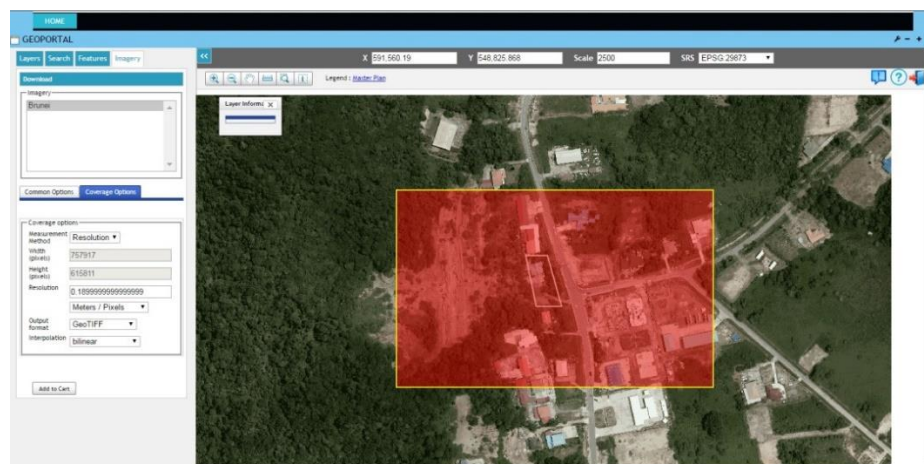 HOME
GEOPORTAL
Layers Search Features Imagery
<<
X 591,560.19 Y 548,825.868 Scale 2500 SRS EPSG:29873
Legend : Master Plan
Download
Imagery
Brunei
Layer Informa x
Common Options Coverage Options
Coverage options
Measurement Method Resolution
Width (pixels) 757917
Height (pixels) 615811
Resolution 0.1899999999999999
Meters / Pixels
Output format GeoTIFF
Interpolation bilinear
Add to Cart